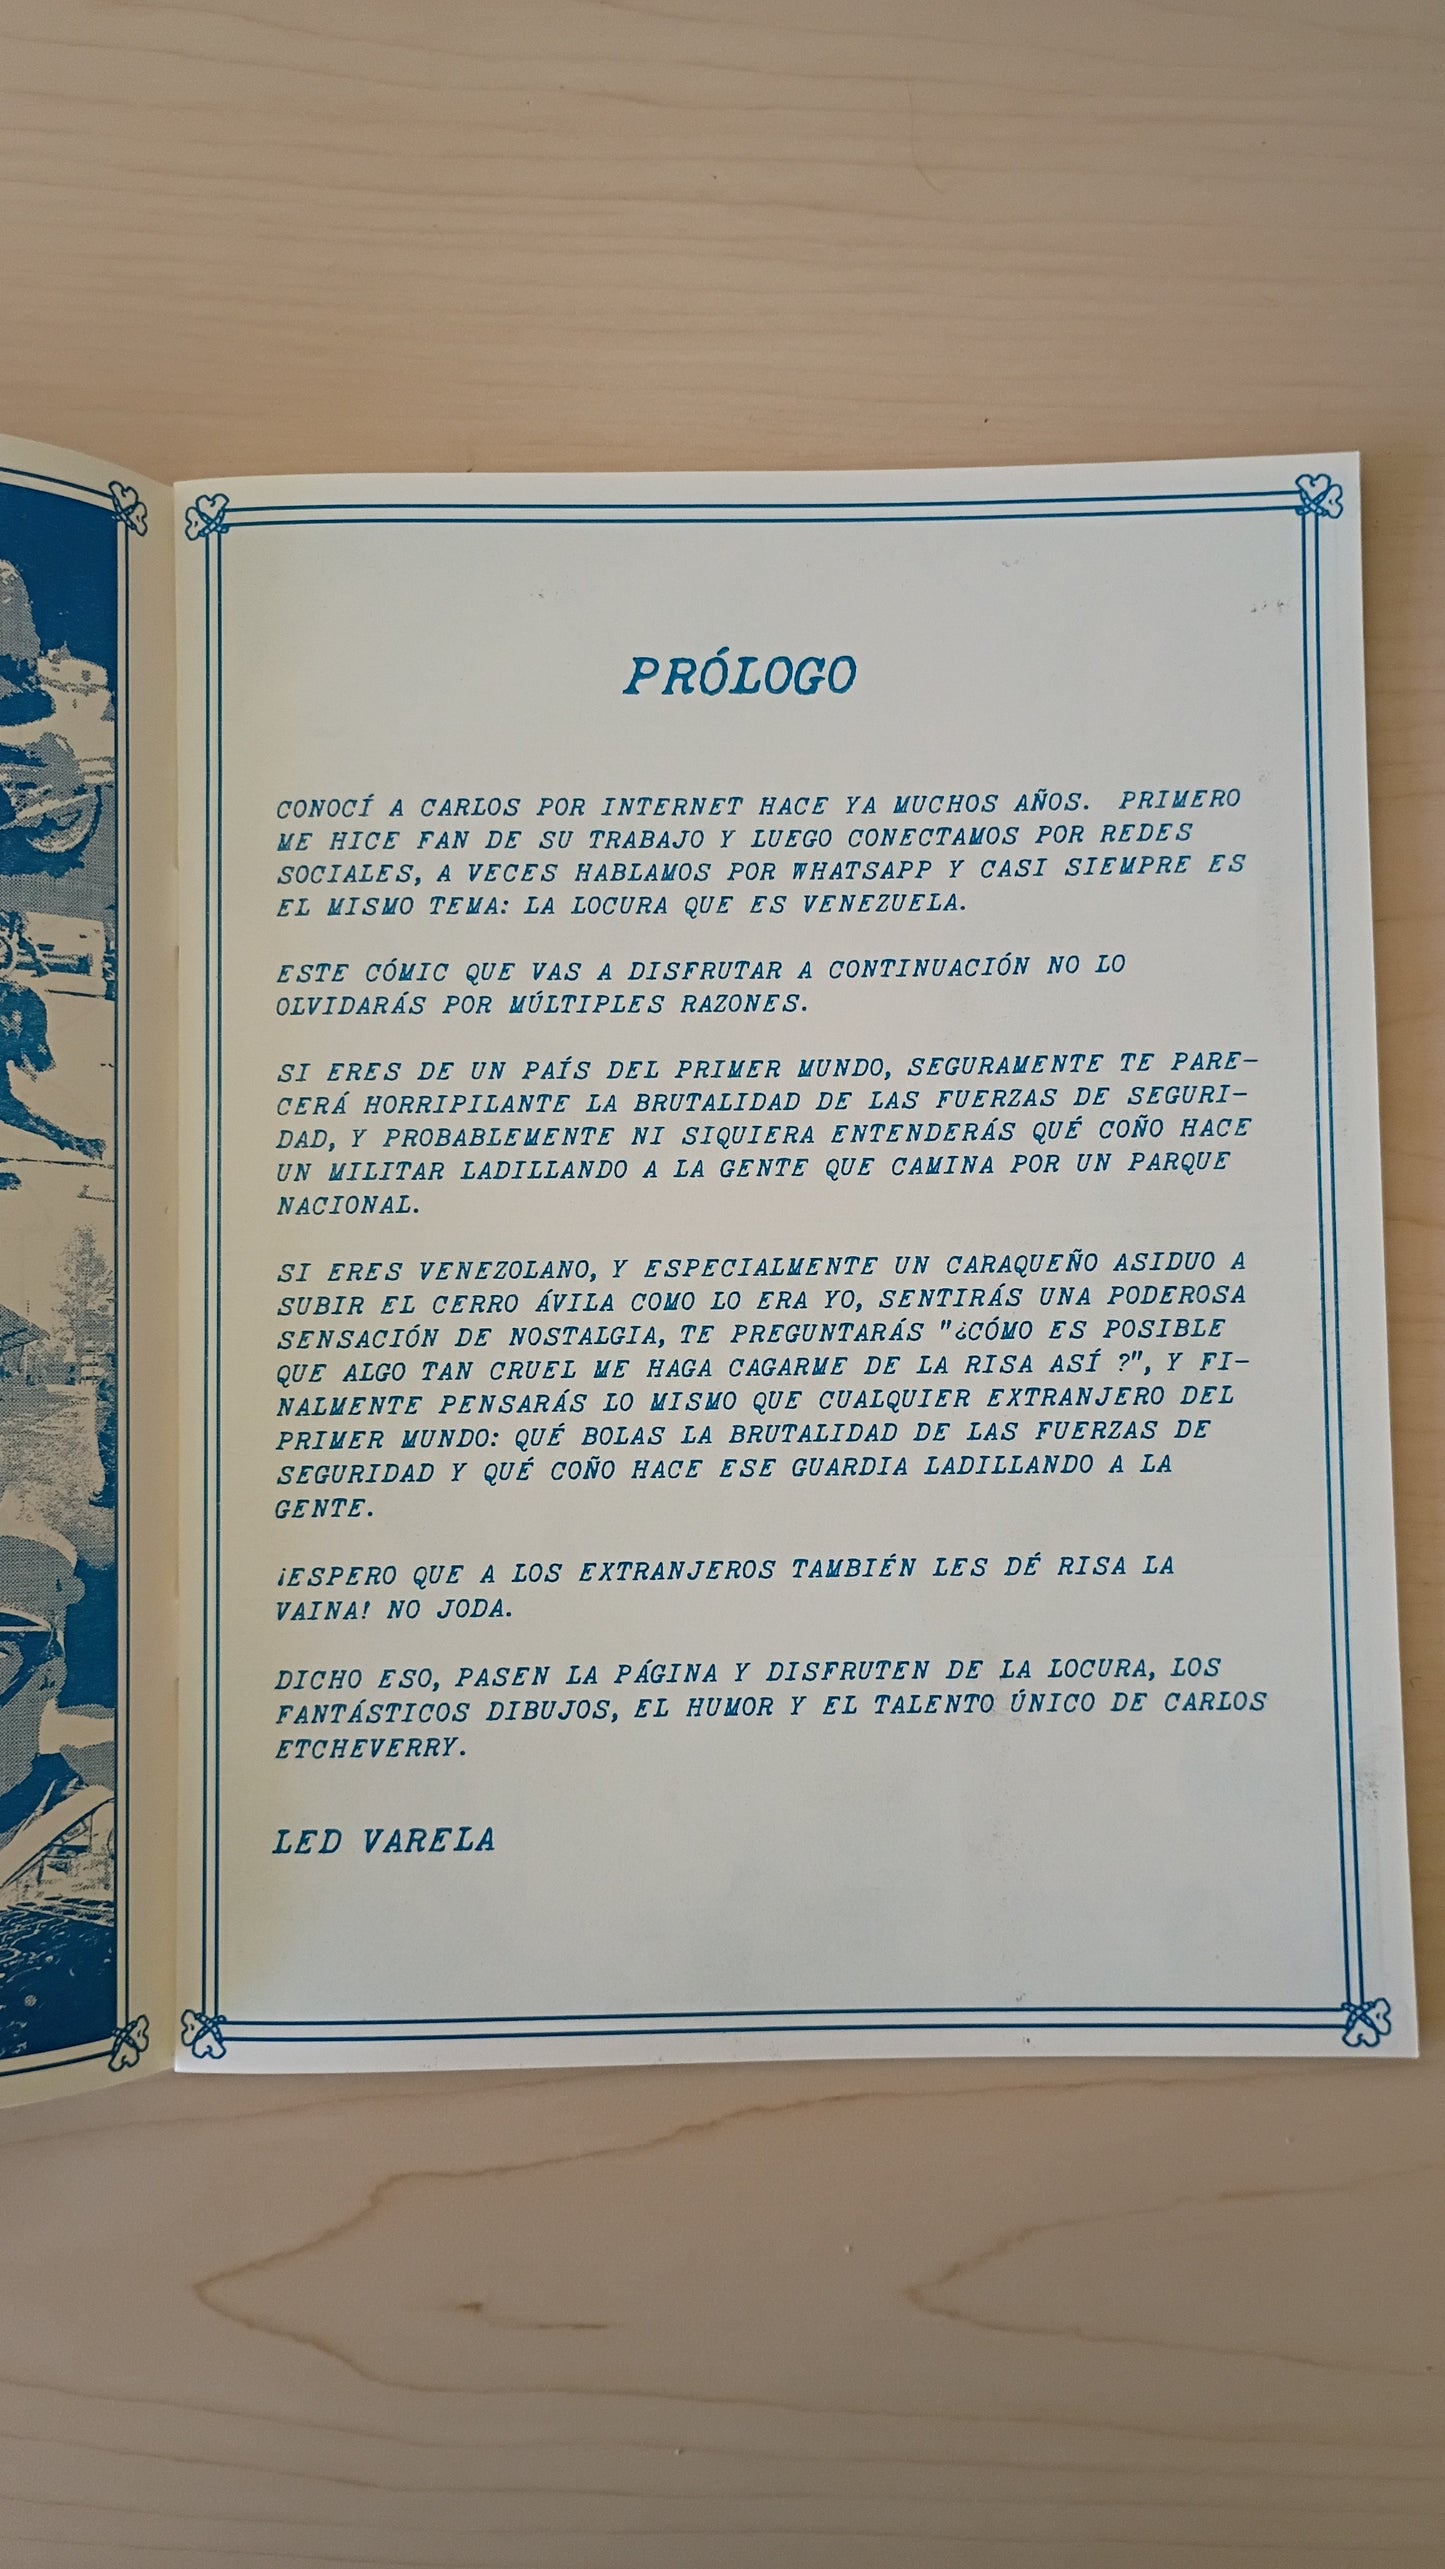 PRÓLOGO
CONOCÍ A CARLOS POR INTERNET HACE YA MUCHOS AÑOS. PRIMERO
ME HICE FAN DE SU TRABAJO Y LUEGO CONECTAMOS POR REDES
SOCIALES, A VECES HABLAMOS POR WHATSAPP Y CASI SIEMPRE ES
EL MISMO TEMA: LA LOCURA QUE ES VENEZUELA.
ESTE CÓMIC QUE VAS A DISFRUTAR A CONTINUACIÓN NO LO
OLVIDARÁS POR MÚLTIPLES RAZONES.
SI ERES DE UN PAÍS DEL PRIMER MUNDO, SEGURAMENTE TE PARE-
CERÁ HORRIPILANTE LA BRUTALIDAD DE LAS FUERZAS DE SEGURI-
DAD, Y PROBABLEMENTE NI SIQUIERA ENTENDERÁS QUÉ COÑO HACE
UN MILITAR LADILLANDO A LA GENTE QUE CAMINA POR UN PARQUE
NACIONAL.
SI ERES VENEZOLANO, Y ESPECIALMENTE UN CARAQUEÑO ASIDUO A
SUBIR EL CERRO ÁVILA COMO LO ERA YO, SENTIRÁS UNA PODEROSA
SENSACIÓN DE NOSTALGIA, TE PREGUNTARÁS "¿CÓMO ES POSIBLE
QUE ALGO TAN CRUEL ME HAGA CAGARME DE LA RISA ASÍ ?", Y FI-
NALMENTE PENSARÁS LO MISMO QUE CUALQUIER EXTRANJERO DEL
PRIMER MUNDO: QUÉ BOLAS LA BRUTALIDAD DE LAS FUERZAS DE
SEGURIDAD Y QUÉ COÑO HACE ESE GUARDIA LADILLANDO A LA
GENTE.
¡ESPERO QUE A LOS EXTRANJEROS TAMBIÉN LES DÉ RISA LA
VAINA! NO JODA.
DICHO ESO, PASEN LA PÁGINA Y DISFRUTEN DE LA LOCURA, LOS
FANTÁSTICOS DIBUJOS, EL HUMOR Y EL TALENTO ÚNICO DE CARLOS
ETCHEVERRY.
LED VARELA